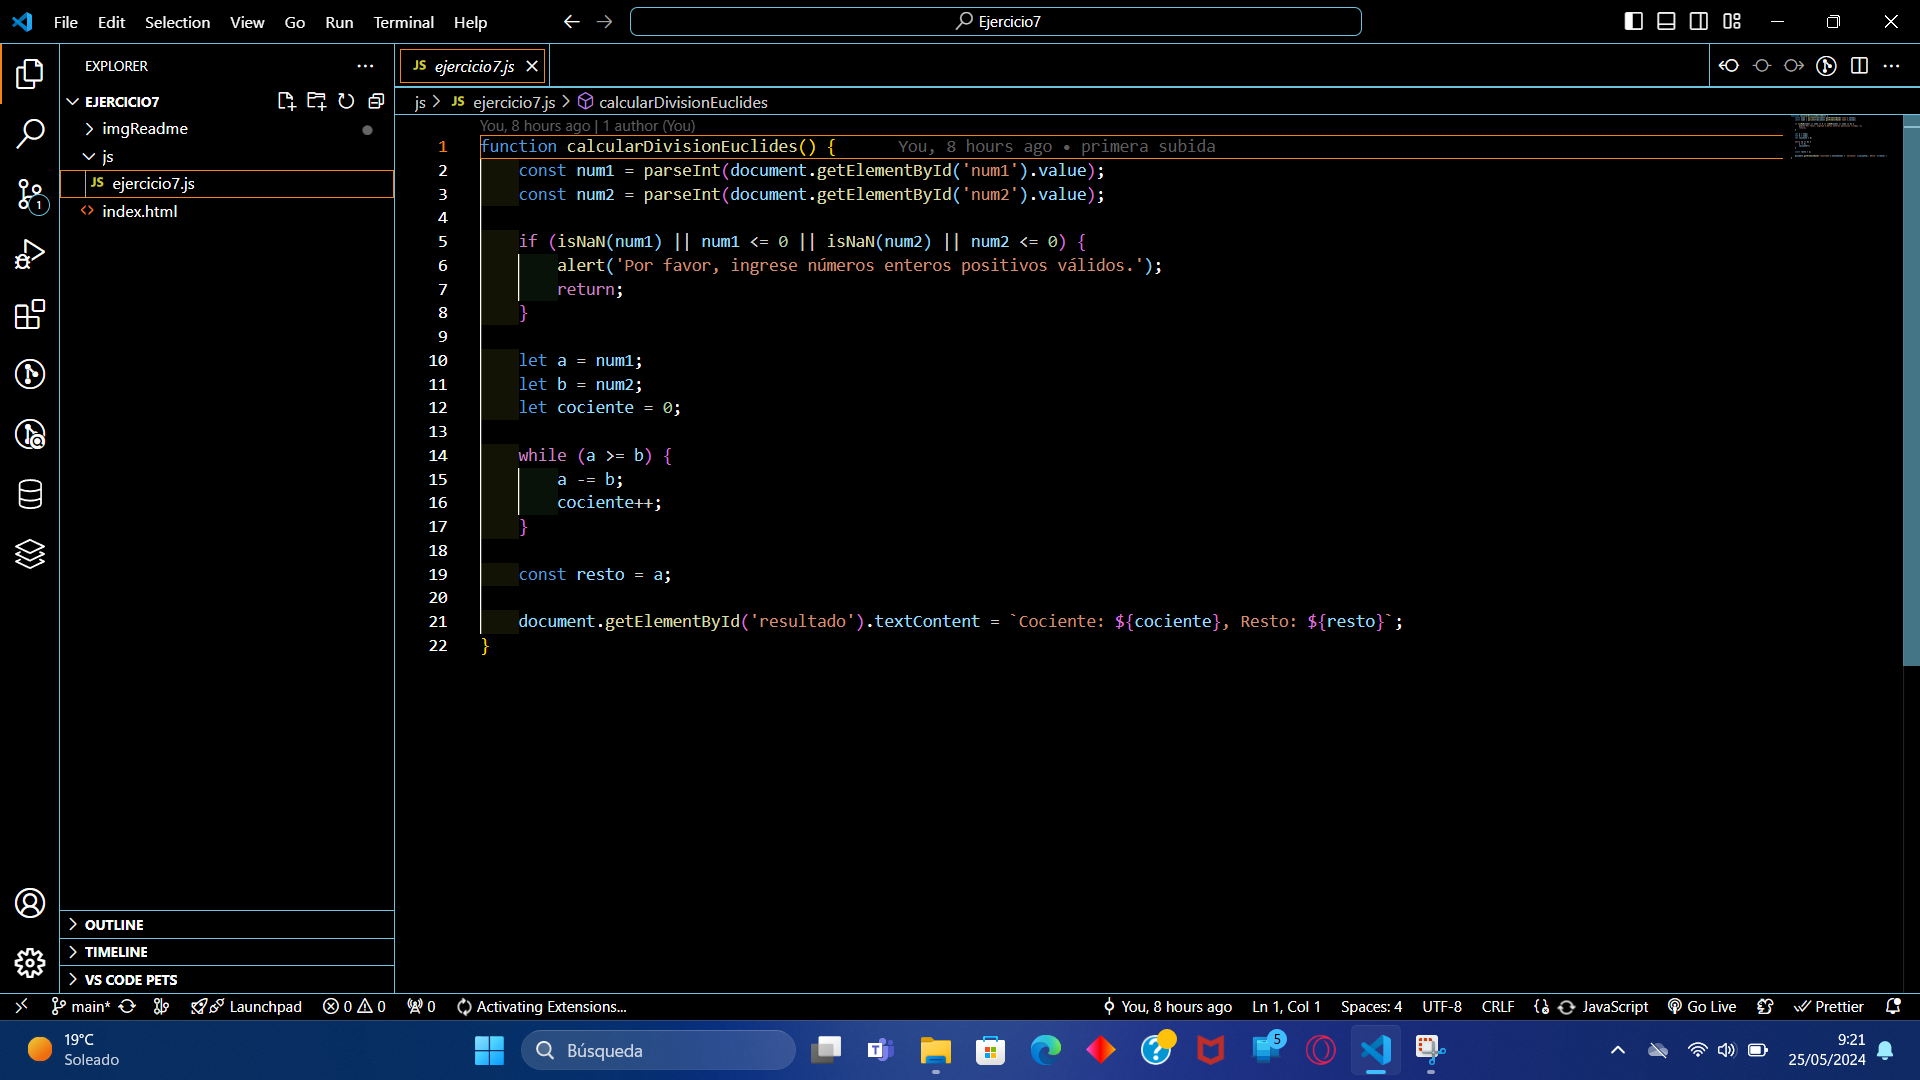 File Edit Selection View Go Run Terminal Help
Ejercicio7
EXPLORER
EJERCICIO7
imgReadme
js
JS ejercicio7.js
index.html
OUTLINE
TIMELINE
VS CODE PETS
JS ejercicio7.js
js > JS ejercicio7.js > calcularDivisionEuclides
You, 8 hours ago | 1 author (You)
1 function calcularDivisionEuclides() { You, 8 hours ago • primera subida
2 const num1 = parseInt(document.getElementById('num1').value);
3 const num2 = parseInt(document.getElementById('num2').value);
4
5 if (isNaN(num1) || num1 <= 0 || isNaN(num2) || num2 <= 0) {
6 alert('Por favor, ingrese números enteros positivos válidos.');
7 return;
8 }
9
10 let a = num1;
11 let b = num2;
12 let cociente = 0;
13
14 while (a >= b) {
15 a -= b;
16 cociente++;
17 }
18
19 const resto = a;
20
21 document.getElementById('resultado').textContent = `Cociente: ${cociente}, Resto: ${resto}`;
22 }
main* Launchpad 0 0 0 Activating Extensions... You, 8 hours ago Ln 1, Col 1 Spaces: 4 UTF-8 CRLF {} JavaScript Go Live Prettier
1
19°C
Soleado
Búsqueda
5
9:21
25/05/2024